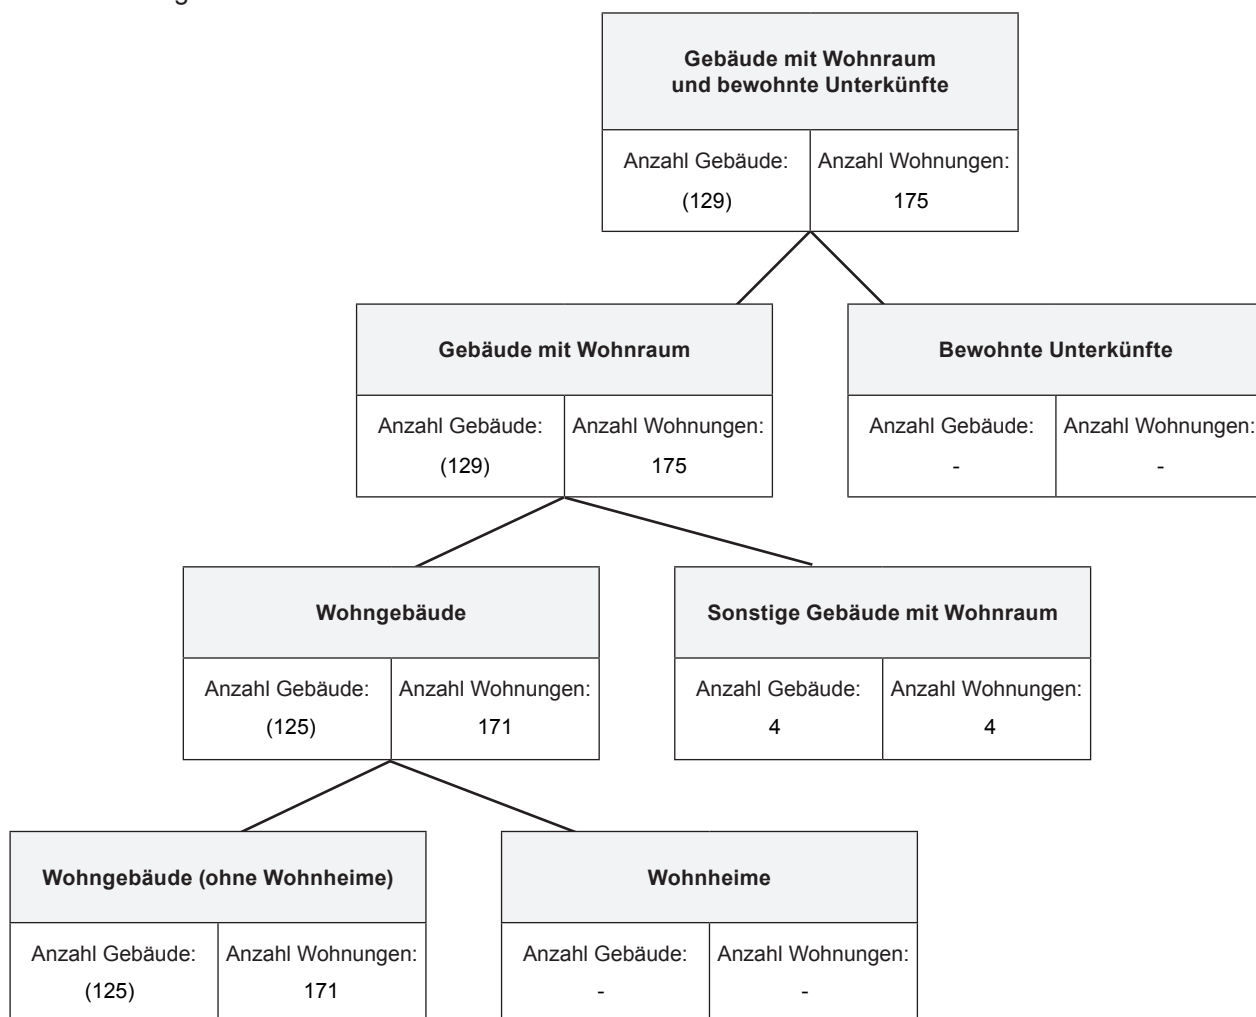 Gebäude mit Wohnraum
und bewohnte Unterkünfte
Anzahl Gebäude: Anzahl Wohnungen:
(129) 175
Gebäude mit Wohnraum
Bewohnte Unterkünfte
Anzahl Gebäude: Anzahl Wohnungen:
(129) 175
Anzahl Gebäude: Anzahl Wohnungen:
- -
Wohngebäude
Sonstige Gebäude mit Wohnraum
Anzahl Gebäude: Anzahl Wohnungen:
(125) 171
Anzahl Gebäude: Anzahl Wohnungen:
4 4
Wohngebäude (ohne Wohnheime)
Wohnheime
Anzahl Gebäude: Anzahl Wohnungen:
(125) 171
Anzahl Gebäude: Anzahl Wohnungen:
- -